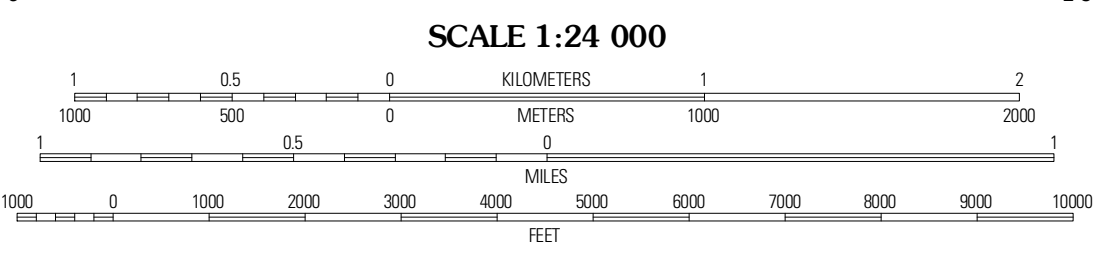 SCALE 1:24 000
1 0.5 0 KILOMETERS 1 2
1000 500 0 METERS 1000 2000
1 0.5 0 1
MILES
1000 0 1000 2000 3000 4000 5000 6000 7000 8000 9000 10000
FEET